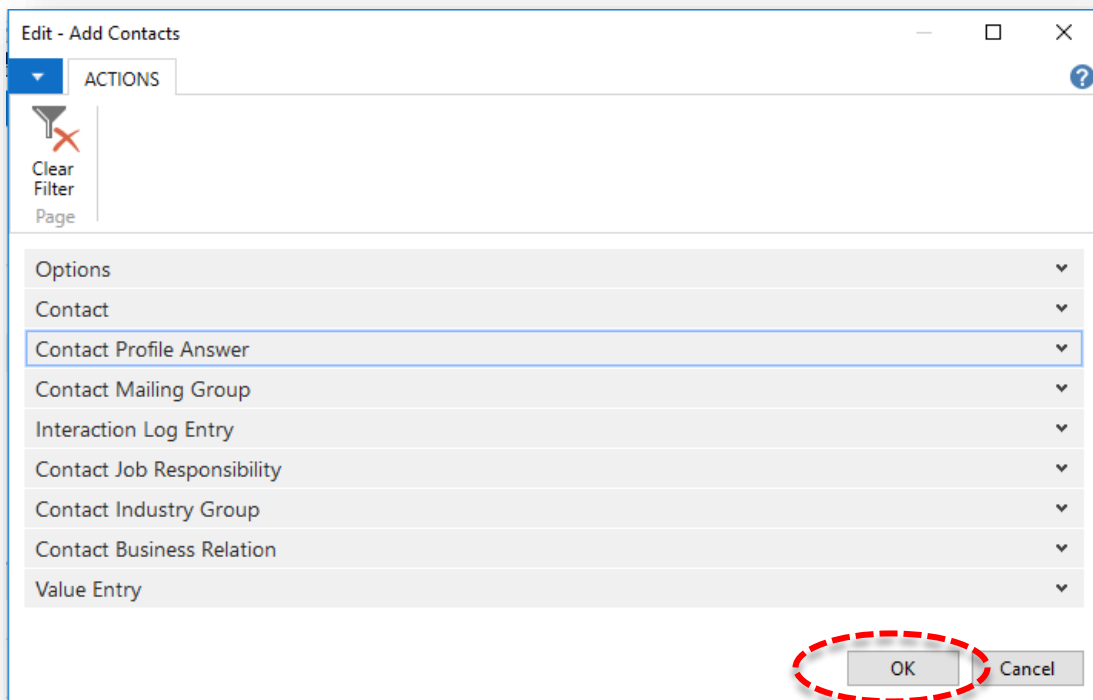 Edit - Add Contacts
ACTIONS
?
Clear
Filter
Page
Options
Contact
Contact Profile Answer
Contact Mailing Group
Interaction Log Entry
Contact Job Responsibility
Contact Industry Group
Contact Business Relation
Value Entry
OK Cancel